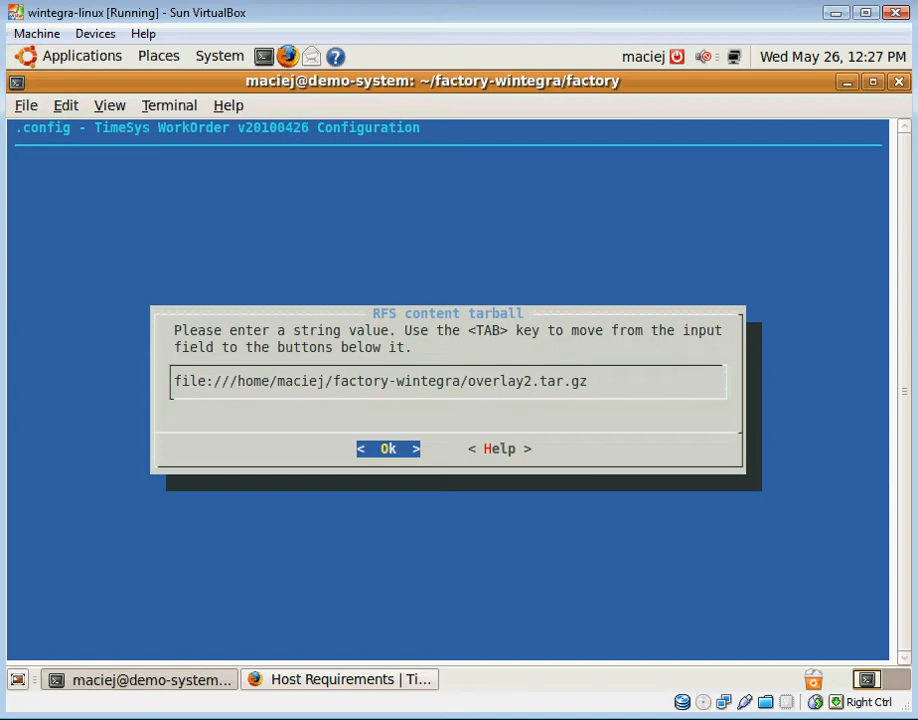 wintegra-linux [Running] - Sun VirtualBox
Machine Devices Help
Applications Places System maciej Wed May 26, 12:27 PM
maciej@demo-system: ~/factory-wintegra/factory
File Edit View Terminal Help
.config - TimeSys WorkOrder v20100426 Configuration
RFS content tarball
Please enter a string value. Use the <TAB> key to move from the input
field to the buttons below it.
file:///home/maciej/factory-wintegra/overlay2.tar.gz
< Ok > < Help >
maciej@demo-system... Host Requirements | Ti...
Right Ctrl